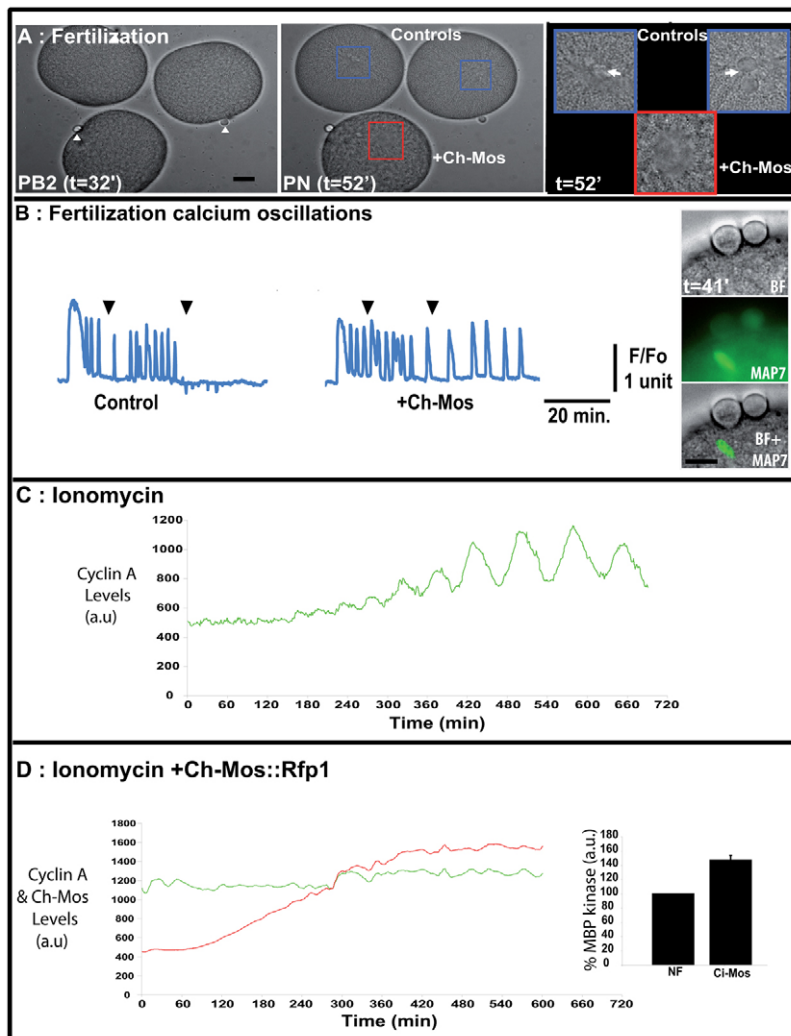 A : Fertilization
PB2 (t=32')
Controls
+Ch-Mos
PN (t=52')
Controls
+Ch-Mos
t=52'
B : Fertilization calcium oscillations
Control
+Ch-Mos
20 min.
F/Fo
1 unit
t=41'
BF
MAP7
BF+
MAP7
C : Ionomycin
Cyclin A
Levels
(a.u)
1200
1000
800
600
400
200
0
0 60 120 180 240 300 360 420 480 540 600 660 720
Time (min)
D : Ionomycin +Ch-Mos::Rfp1
Cyclin A
& Ch-Mos
Levels
(a.u)
1800
1600
1400
1200
1000
800
600
400
200
0
0 60 120 180 240 300 360 420 480 540 600 660 720
Time (min)
% MBP kinase (a.u.)
180
160
140
120
100
80
60
40
20
0
NF Ci-Mos